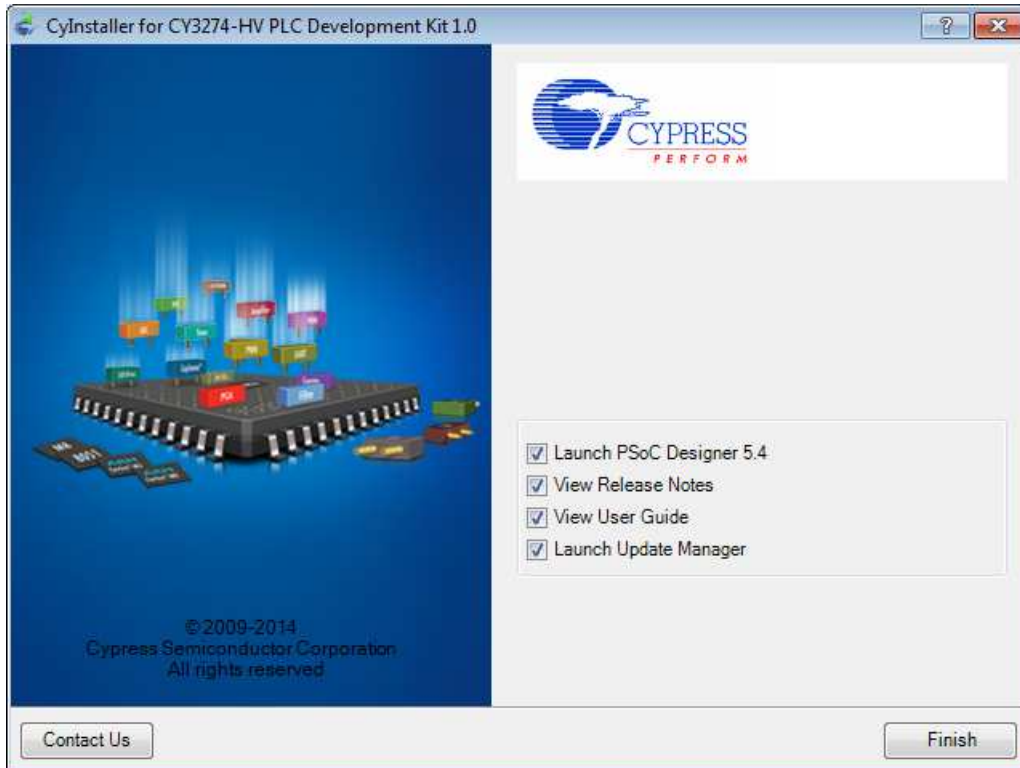 CyInstaller for CY3274-HV PLC Development Kit 1.0
CYPRESS
PERFORM
Launch PSoC Designer 5.4
View Release Notes
View User Guide
Launch Update Manager
©2009-2014
Cypress Semiconductor Corporation
All rights reserved
Contact Us
Finish